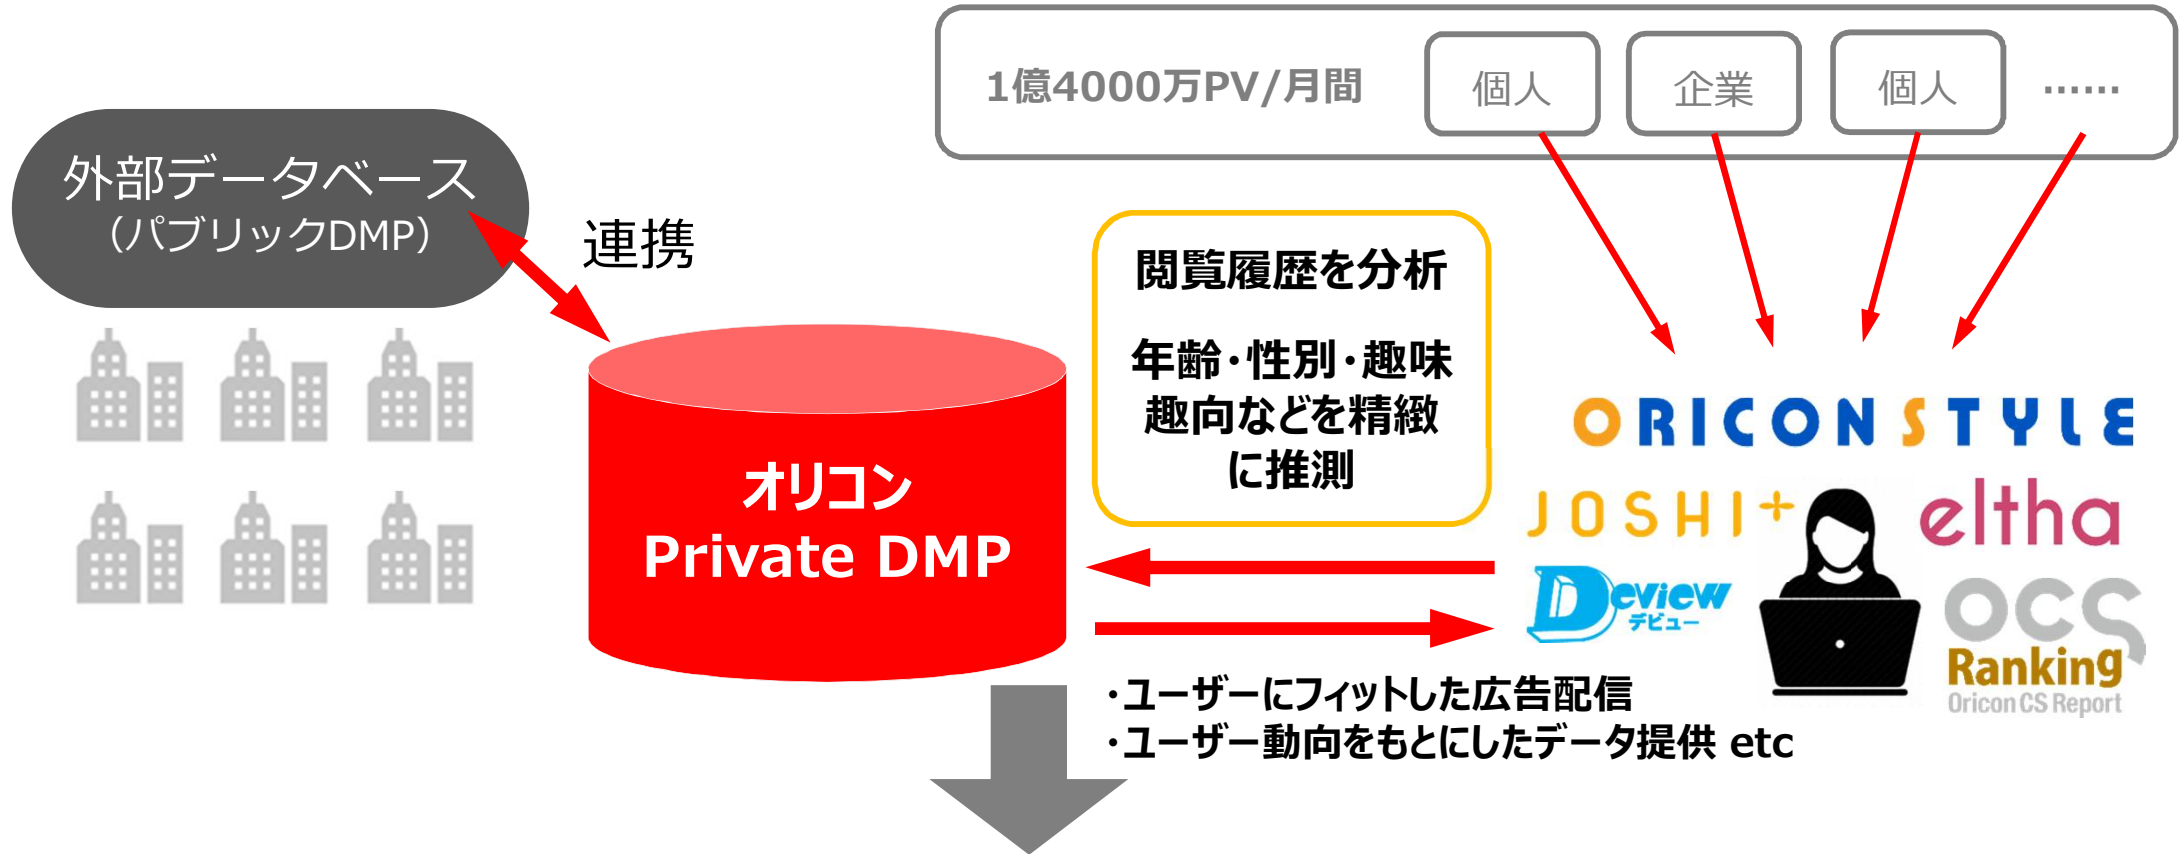 1億4000万PV/月間
個人
企業
個人
……
外部データベース
（パブリックDMP）
連携
閲覧履歴を分析
年齢・性別・趣味
趣向などを精緻
に推測
オリコン
Private DMP
ORICON STYLE
JOSHI+
eltha
Deview
デビュー
ocs
Ranking
Oricon CS Report
・ユーザーにフィットした広告配信
・ユーザー動向をもとにしたデータ提供 etc